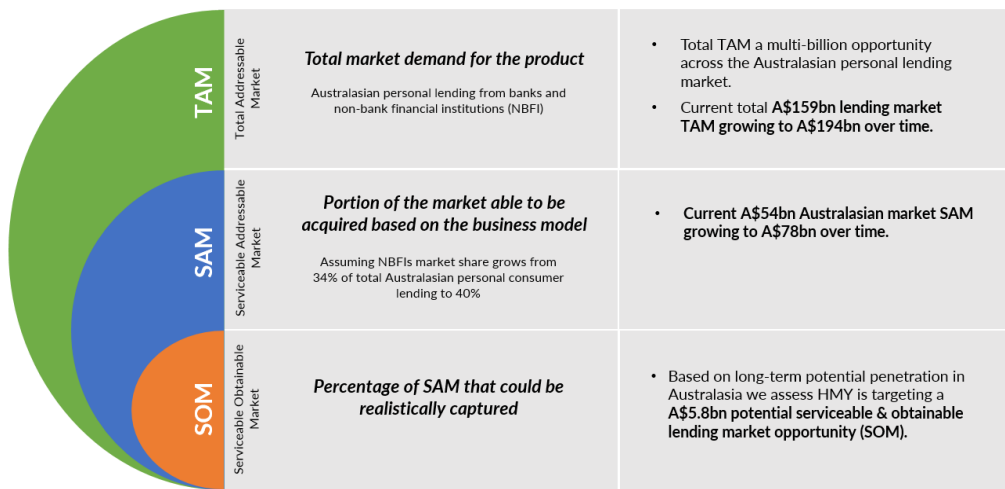 TAM
Total Addressable
Market
Total market demand for the product
Australasian personal lending from banks and
non-bank financial institutions (NBFI)
• Total TAM a multi-billion opportunity
across the Australasian personal lending
market.
• Current total A$159bn lending market
TAM growing to A$194bn over time.
SAM
Serviceable Addressable
Market
Portion of the market able to be
acquired based on the business model
Assuming NBFIs market share grows from
34% of total Australasian personal consumer
lending to 40%
• Current A$54bn Australasian market SAM
growing to A$78bn over time.
SOM
Serviceable Obtainable
Market
Percentage of SAM that could be
realistically captured
• Based on long-term potential penetration in
Australasia we assess HMY is targeting a
A$5.8bn potential serviceable & obtainable
lending market opportunity (SOM).